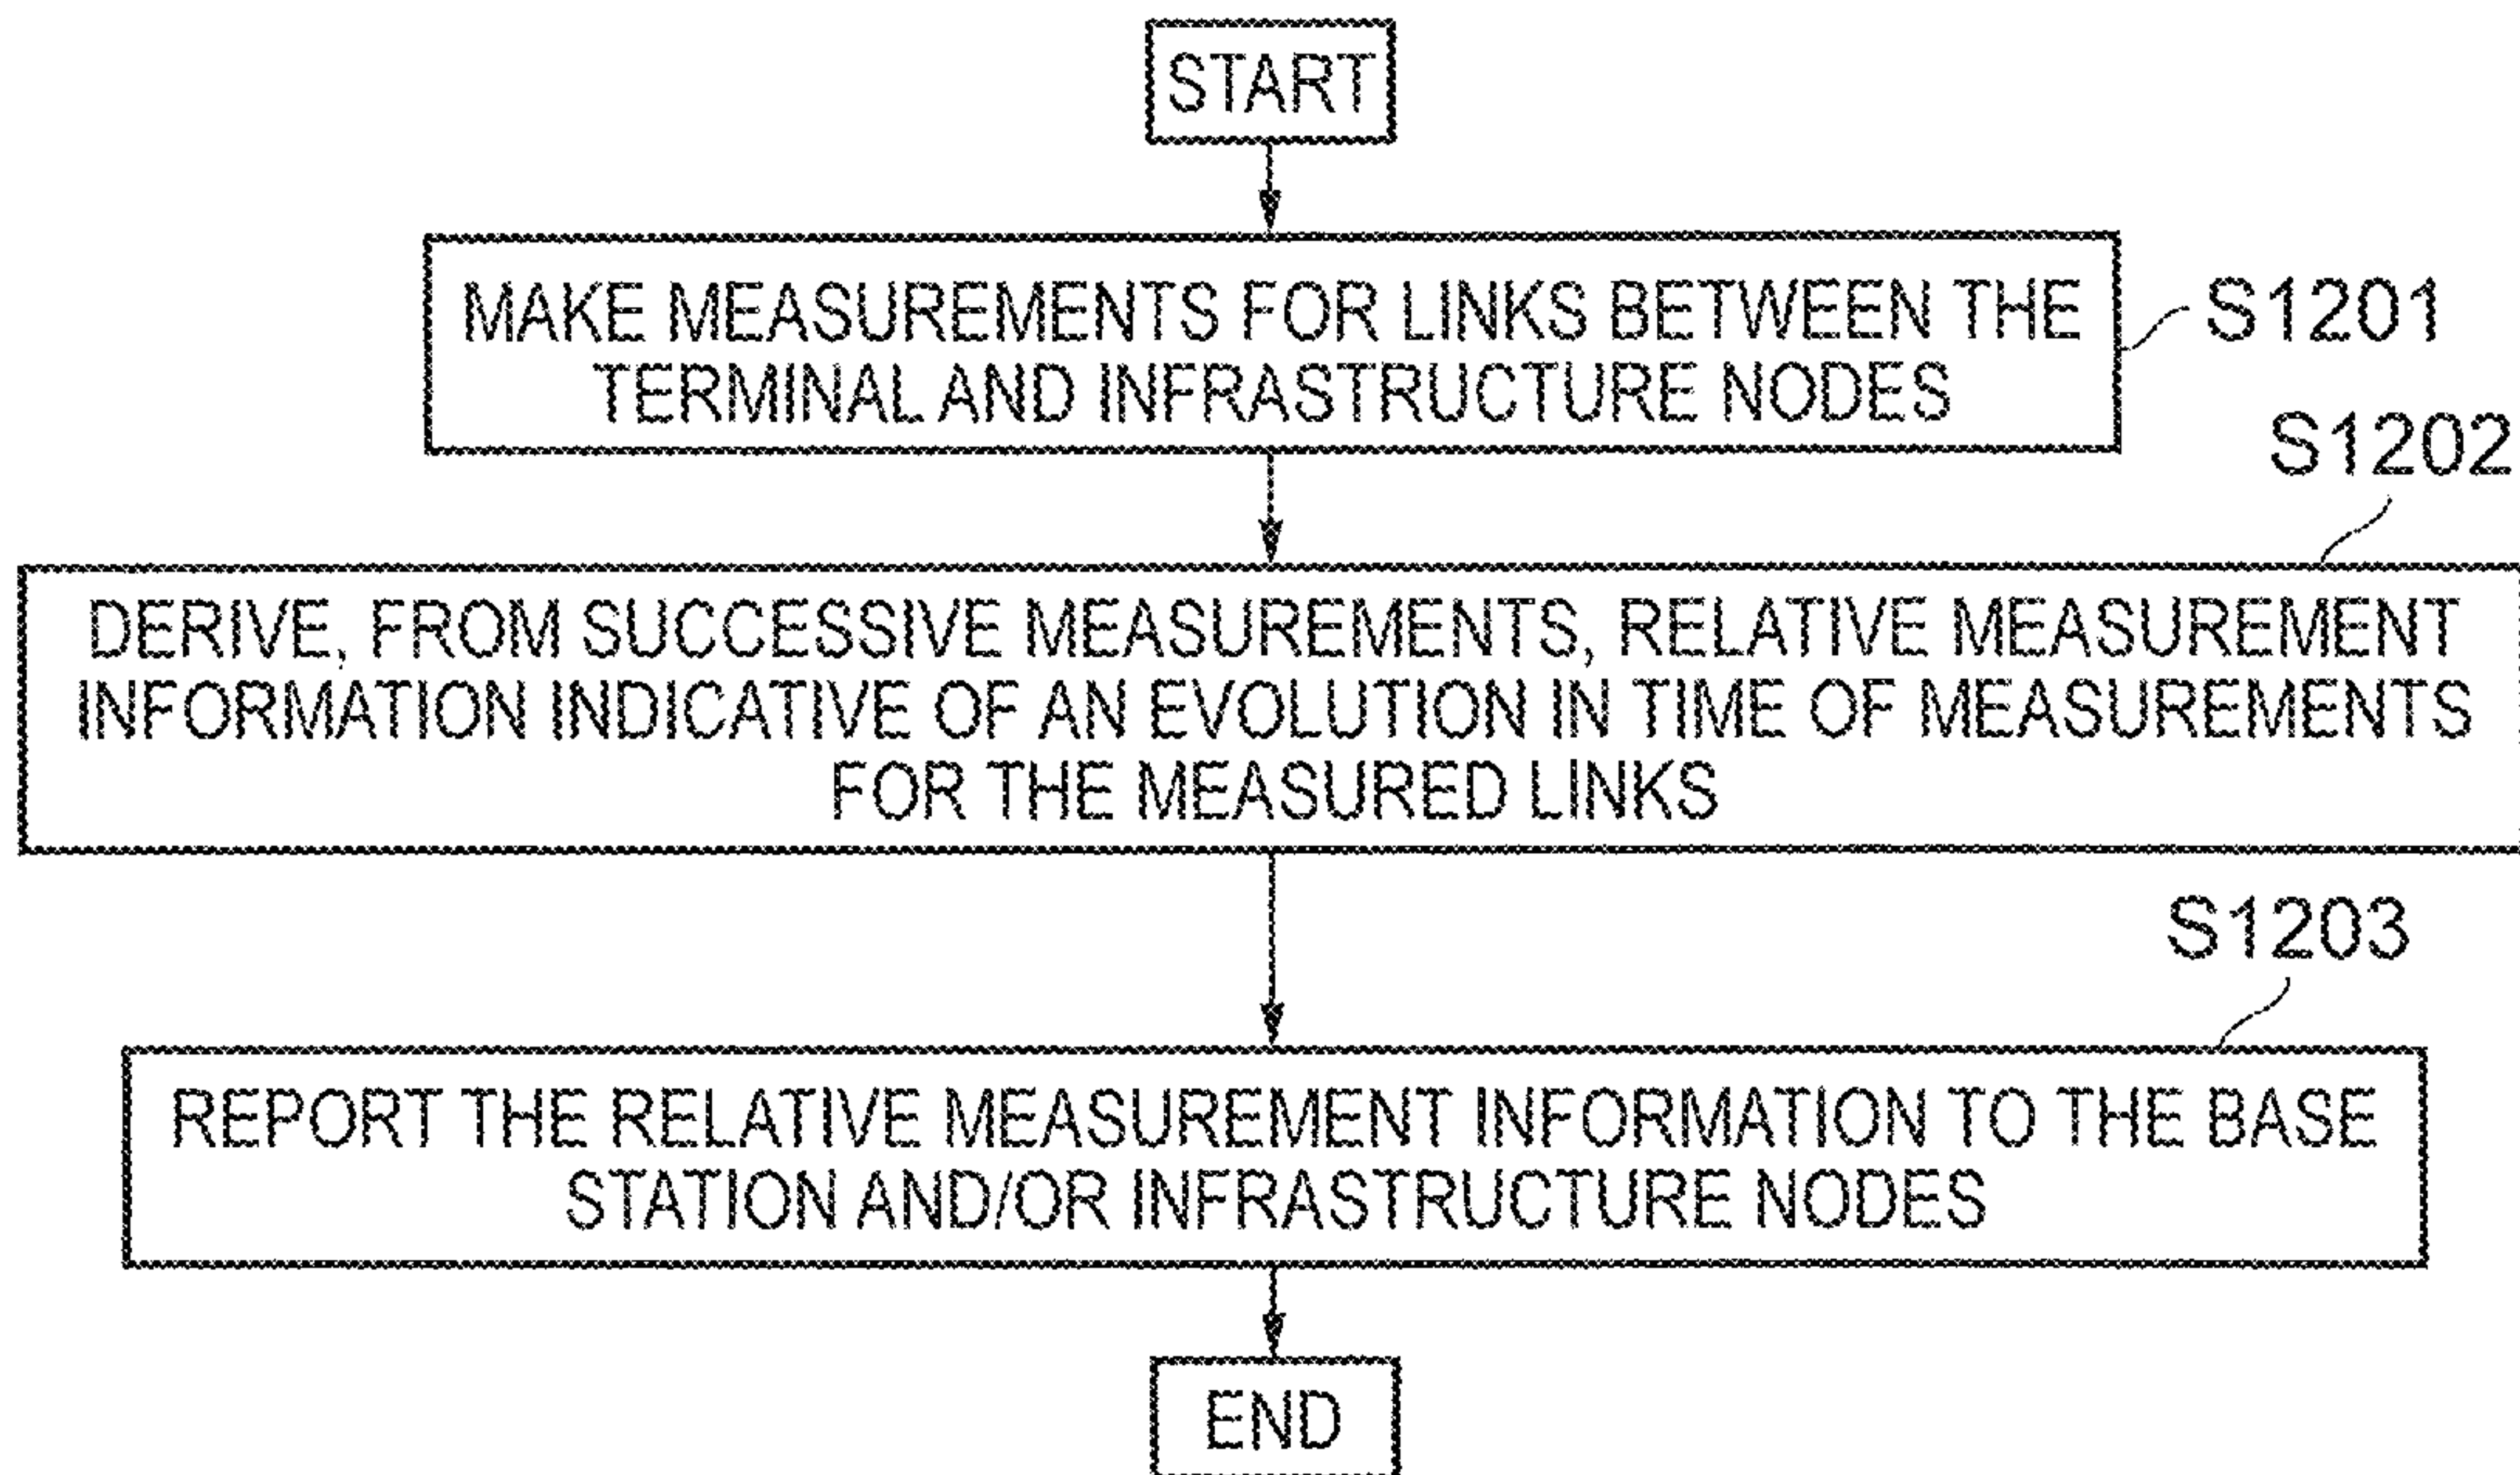 START
MAKE MEASUREMENTS FOR LINKS BETWEEN THE
TERMINAL AND INFRASTRUCTURE NODES
S1201
S1202
DERIVE, FROM SUCCESSIVE MEASUREMENTS, RELATIVE MEASUREMENT
INFORMATION INDICATIVE OF AN EVOLUTION IN TIME OF MEASUREMENTS
FOR THE MEASURED LINKS
S1203
REPORT THE RELATIVE MEASUREMENT INFORMATION TO THE BASE
STATION AND/OR INFRASTRUCTURE NODES
END